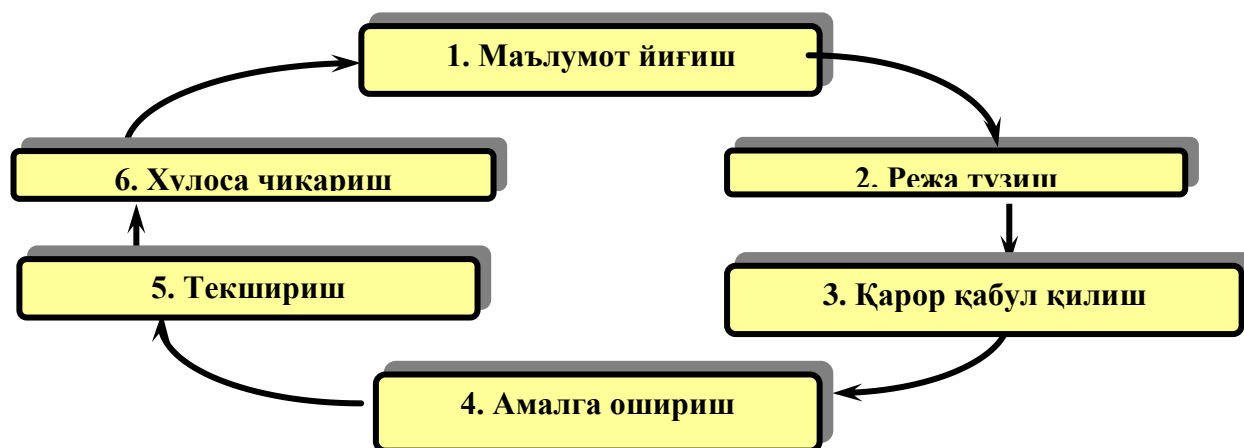 1. Маълумот йиғиш
2. Режа тузиш
3. Қарор қабул қилиш
4. Амалга ошириш
5. Текшириш
6. Хулоса чиқариш